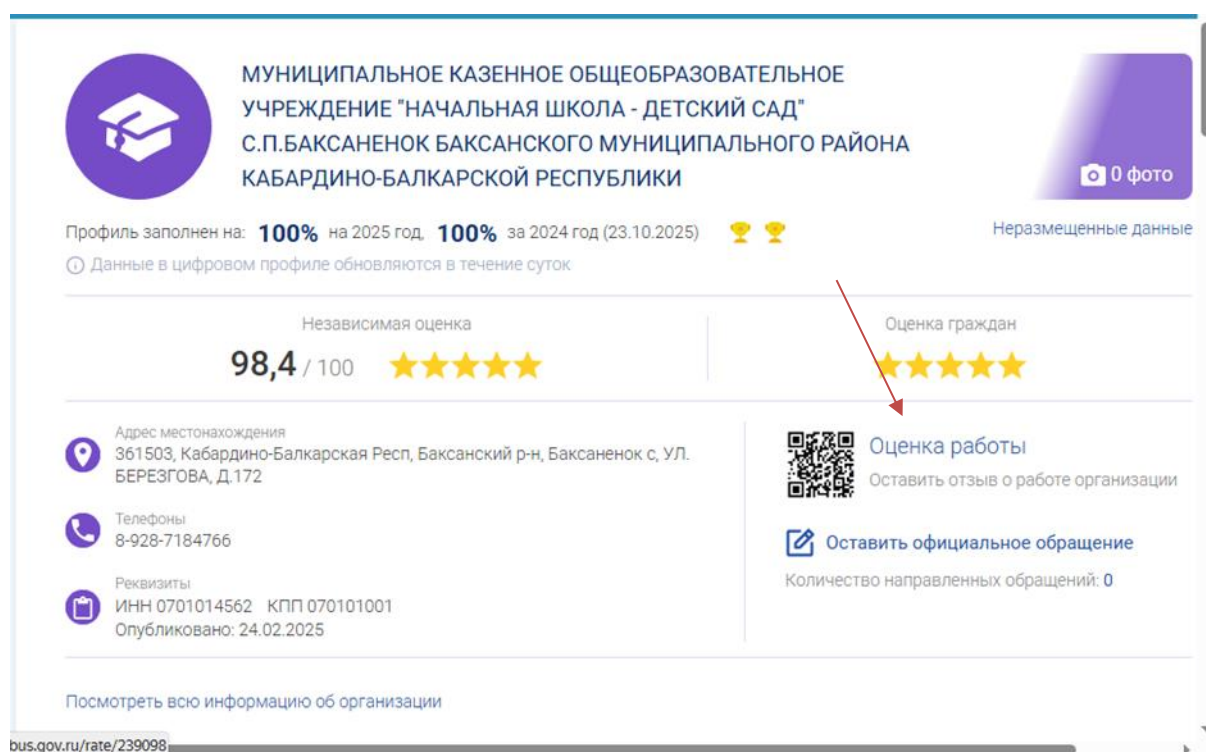 МУНИЦИПАЛЬНОЕ КАЗЕННОЕ ОБЩЕОБРАЗОВАТЕЛЬНОЕ
УЧРЕЖДЕНИЕ "НАЧАЛЬНАЯ ШКОЛА - ДЕТСКИЙ САД"
С.П.БАКСАНЕНОК БАКСАНСКОГО МУНИЦИПАЛЬНОГО РАЙОНА
КАБАРДИНО-БАЛКАРСКОЙ РЕСПУБЛИКИ
0 фото
Профиль заполнен на: 100% на 2025 год, 100% за 2024 год (23.10.2025)
Неразмещенные данные
Данные в цифровом профиле обновляются в течение суток
Независимая оценка
98,4 / 100
Оценка граждан
Адрес местонахождения
361503, Кабардино-Балкарская Респ, Баксанский р-н, Баксаненок с, УЛ.
БЕРЕЗГОВА, Д.172
Телефоны
8-928-7184766
Реквизиты
ИНН 0701014562 КПП 070101001
Опубликовано: 24.02.2025
Оценка работы
Оставить отзыв о работе организации
Оставить официальное обращение
Количество направленных обращений: 0
Посмотреть всю информацию об организации
bus.gov.ru/rate/239098